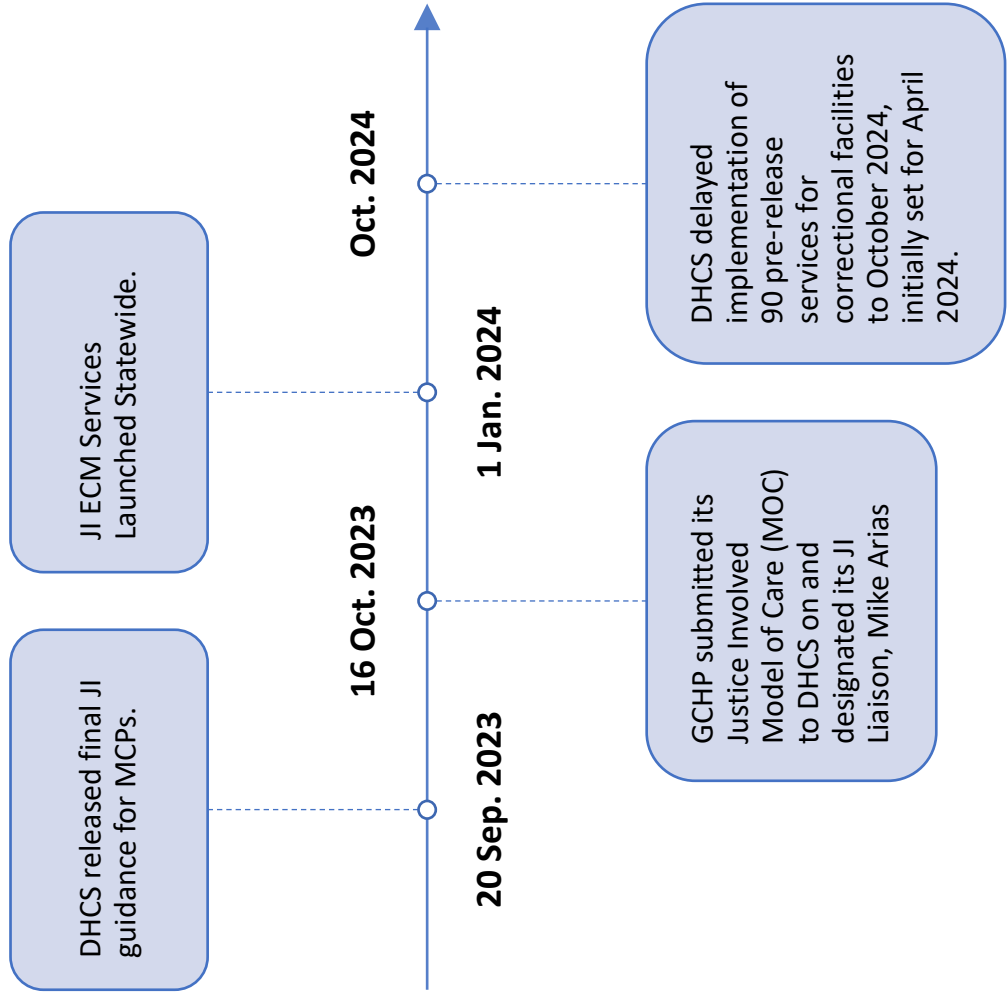 DHCS released final JI
guidance for MCPs.
20 Sep. 2023
16 Oct. 2023
GCHP submitted its
Justice Involved
Model of Care (MOC)
to DHCS on and
designated its JI
Liaison, Mike Arias
JI ECM Services
Launched Statewide.
1 Jan. 2024
Oct. 2024
DHCS delayed
implementation of
90 pre-release
services for
correctional facilities
to October 2024,
initially set for April
2024.